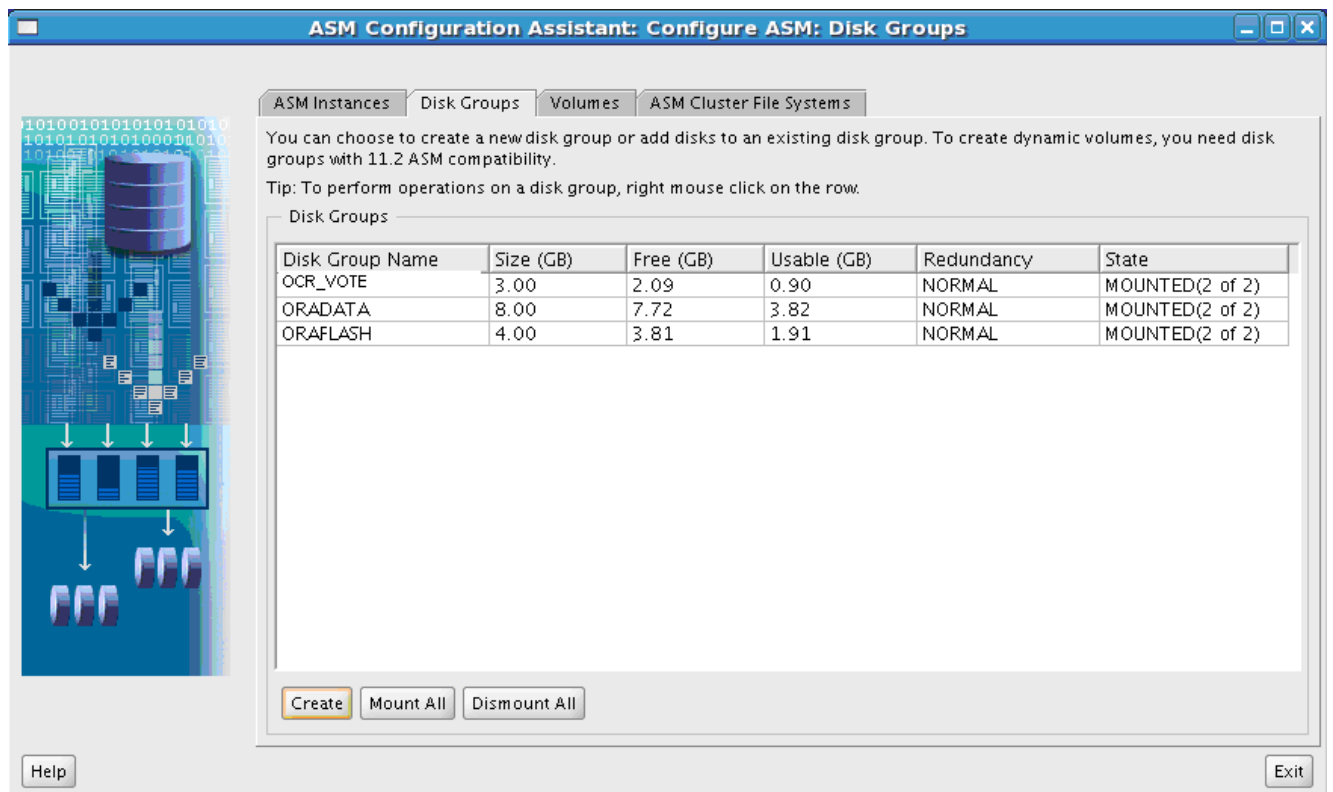 ASM Configuration Assistant: Configure ASM: Disk Groups
ASM Instances Disk Groups Volumes ASM Cluster File Systems
You can choose to create a new disk group or add disks to an existing disk group. To create dynamic volumes, you need disk
groups with 11.2 ASM compatibility.
Tip: To perform operations on a disk group, right mouse click on the row.
Disk Groups
Disk Group Name Size (GB) Free (GB) Usable (GB) Redundancy State
OCR_VOTE 3.00 2.09 0.90 NORMAL MOUNTED(2 of 2)
ORADATA 8.00 7.72 3.82 NORMAL MOUNTED(2 of 2)
ORAFLASH 4.00 3.81 1.91 NORMAL MOUNTED(2 of 2)
Create Mount All Dismount All
Help Exit